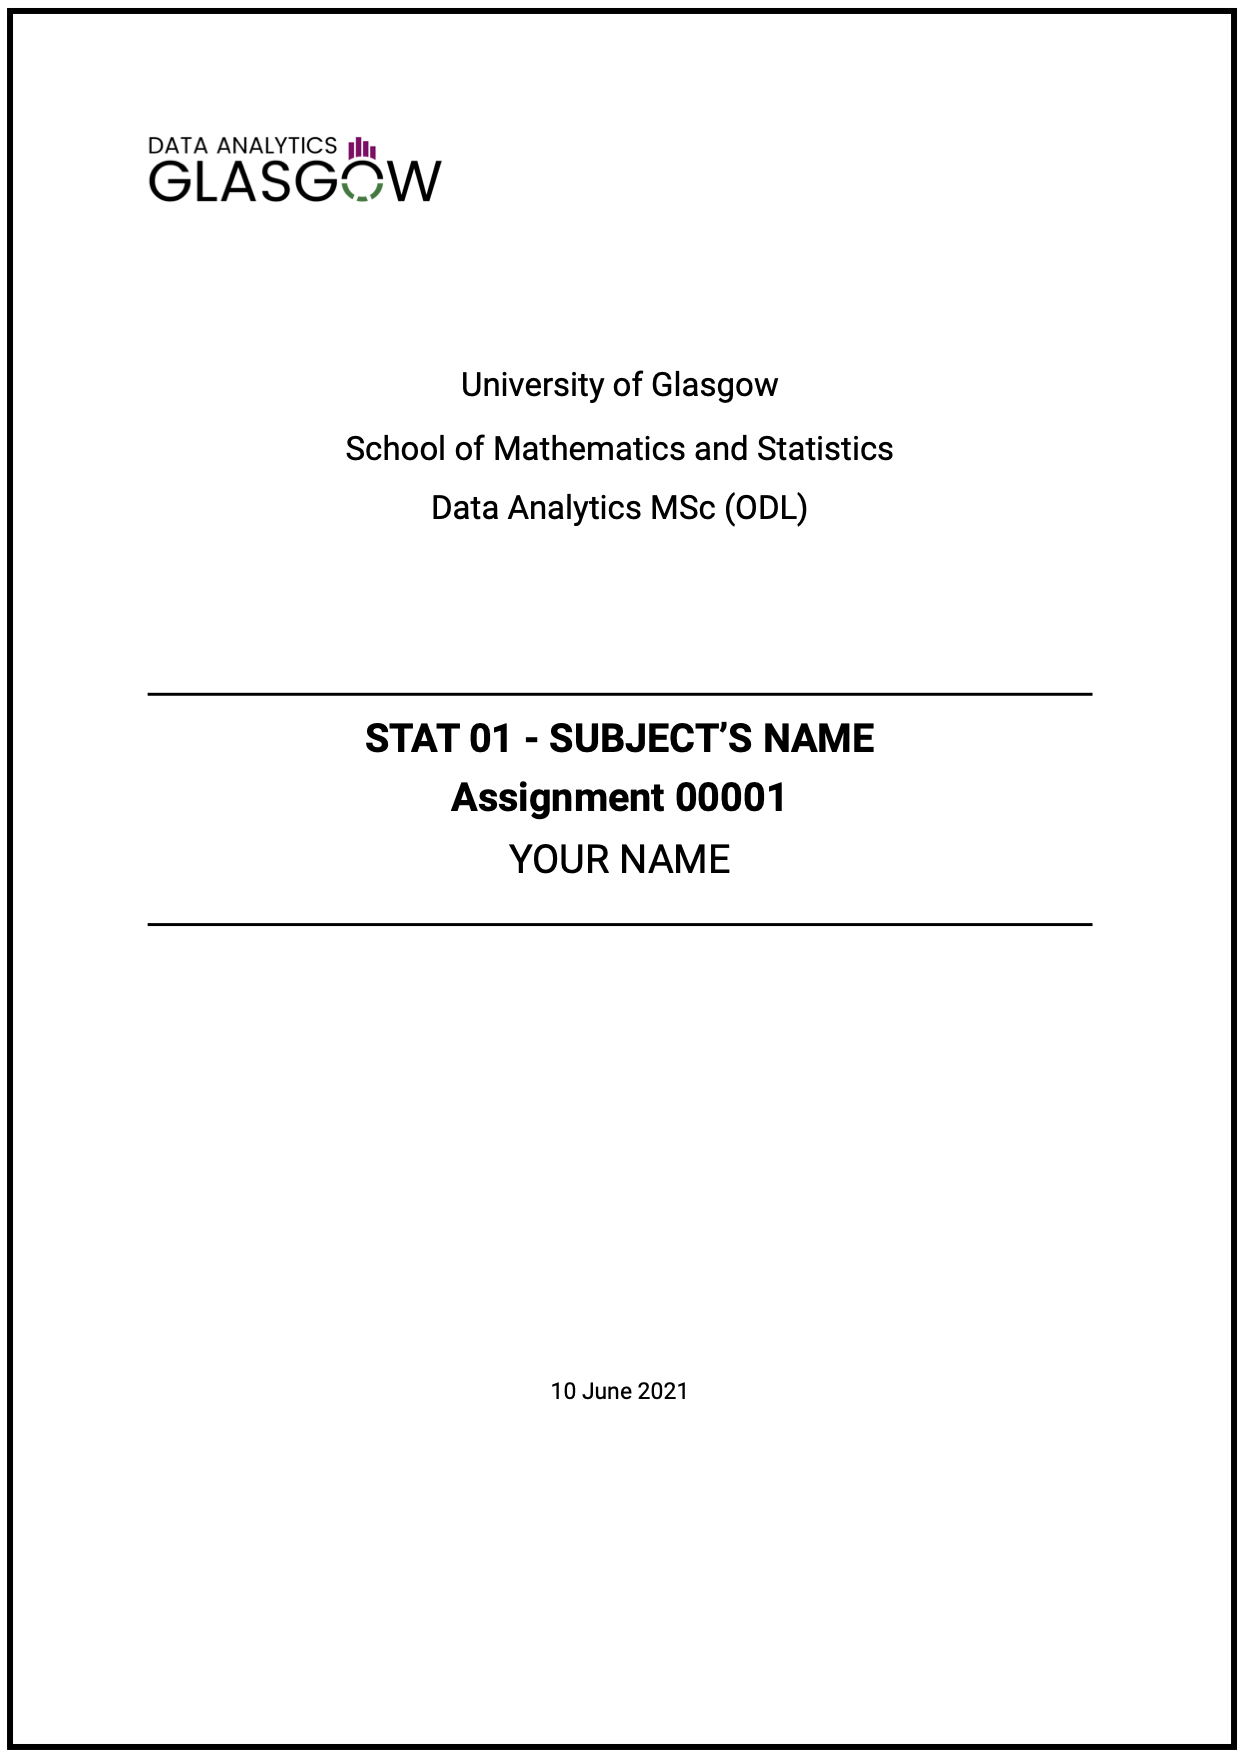 DATA ANALYTICS
GLASGOW
University of Glasgow
School of Mathematics and Statistics
Data Analytics MSc (ODL)
STAT 01 - SUBJECT’S NAME
Assignment 00001
YOUR NAME
10 June 2021